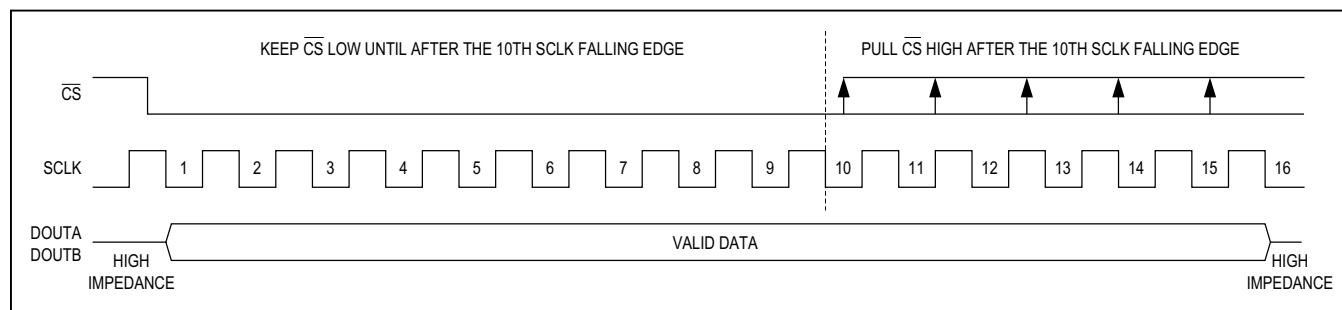 KEEP CS LOW UNTIL AFTER THE 10TH SCLK FALLING EDGE
PULL CS HIGH AFTER THE 10TH SCLK FALLING EDGE
CS
SCLK
1 2 3 4 5 6 7 8 9 10 11 12 13 14 15 16
DOUTA
DOUTB
VALID DATA
HIGH
IMPEDANCE
HIGH
IMPEDANCE